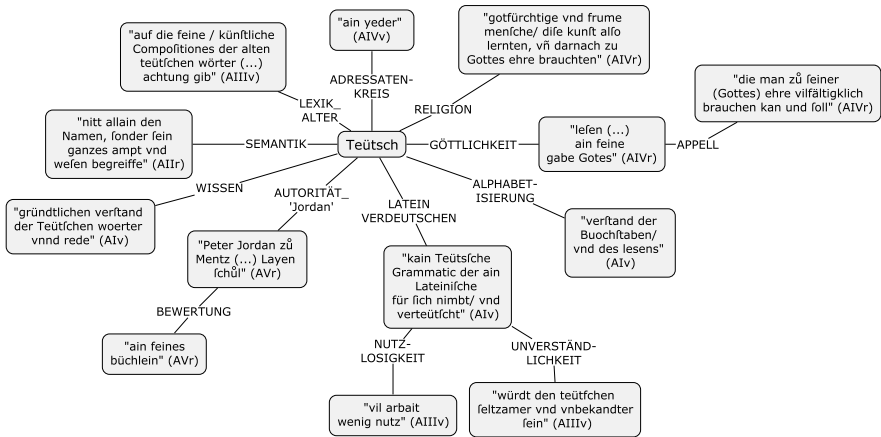 "auf die feine / künſtliche
Compoſitiones der alten
teütſchen wörter (...)
achtung gib" (AIIIv)
"ain yeder"
(AIVv)
"gotfürchtige vnd frume
menſche/ diſe kunſt alſo
lernten, vn̄ darnach zu
Gottes ehre brauchten" (AIVr)
"die man zů ſeiner
(Gottes) ehre vilfältigklich
brauchen kan und ſoll" (AIVr)
LEXIK_
ALTER
ADRESSATEN-
KREIS
RELIGION
"nitt allain den
Namen, ſonder ſein
ganzes ampt vnd
weſen begreiffe" (AIIr)
SEMANTIK
Teütsch
GÖTTLICHKEIT
"leſen (...)
ain feine
gabe Gotes" (AIVr)
APPELL
WISSEN
AUTORITÄT_
'Jordan'
LATEIN
VERDEUTSCHEN
ALPHABET-
ISIERUNG
"gründtlichen verſtand
der Teütſchen woerter
vnnd rede" (AIv)
"Peter Jordan zů
Mentz (...) Layen
ſchůl" (AVr)
"kain Teütsſche
Grammatic der ain
Lateiniſche
für ſich nimbt/ vnd
verteütſcht" (AIv)
"verſtand der
Buochſtaben/
vnd des lesens"
(AIv)
BEWERTUNG
"ain feines
büchlein" (AVr)
NUTZ-
LOSIGKEIT
UNVERSTÄND-
LICHKEIT
"vil arbait
wenig nutz" (AIIIv)
"würdt den teütfchen
ſeltzamer vnd vnbekandter
ſein" (AIIIv)